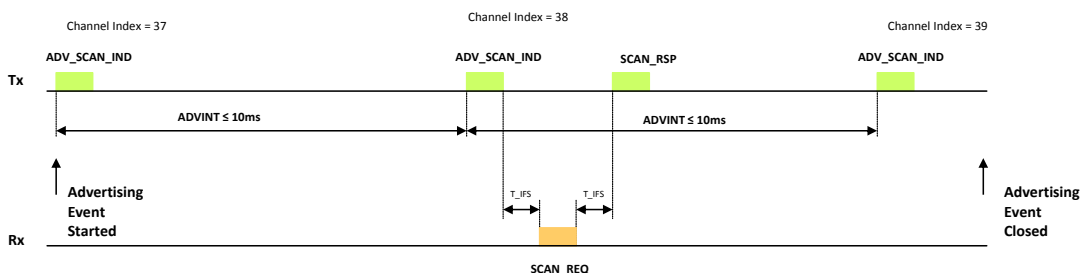 Channel Index = 37
Channel Index = 38
Channel Index = 39
ADV_SCAN_IND
ADV_SCAN_IND
SCAN_RSP
ADV_SCAN_IND
Tx
ADVINT ≤ 10ms
ADVINT ≤ 10ms
Advertising
Event
Started
T_IFS
T_IFS
Advertising
Event
Closed
Rx
SCAN_REQ